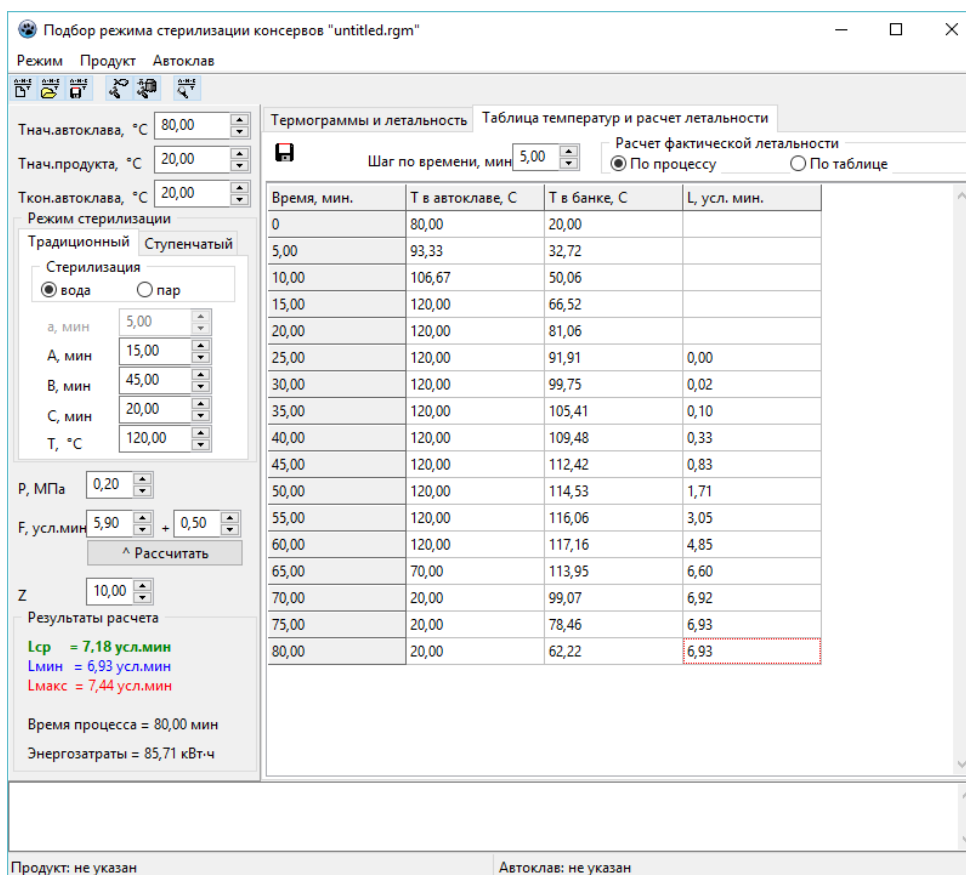 Подбор режима стерилизации консервов "untitled.rgm"
Режим Продукт Автоклав
Tнач.автоклава, °C 80,00
Tнач.продукта, °C 20,00
Tкон.автоклава, °C 20,00
Режим стерилизации
Традиционный Ступенчатый
Стерилизация
вода пар
а, мин 5,00
А, мин 15,00
В, мин 45,00
С, мин 20,00
Т, °C 120,00
P, МПа 0,20
F, усл.мин 5,90 + 0,50
^ Рассчитать
Z 10,00
Результаты расчета
Lср = 7,18 усл.мин
Lмин = 6,93 усл.мин
Lмакс = 7,44 усл.мин
Время процесса = 80,00 мин
Энергозатраты = 85,71 кВт·ч
Термограммы и летальность Таблица температур и расчет летальности
Шаг по времени, мин 5,00
Расчет фактической летальности
По процессу По таблице
Время, мин. Т в автоклаве, С Т в банке, С L, усл. мин.
0 80,00 20,00
5,00 93,33 32,72
10,00 106,67 50,06
15,00 120,00 66,52
20,00 120,00 81,06
25,00 120,00 91,91 0,00
30,00 120,00 99,75 0,02
35,00 120,00 105,41 0,10
40,00 120,00 109,48 0,33
45,00 120,00 112,42 0,83
50,00 120,00 114,53 1,71
55,00 120,00 116,06 3,05
60,00 120,00 117,16 4,85
65,00 70,00 113,95 6,60
70,00 20,00 99,07 6,92
75,00 20,00 78,46 6,93
80,00 20,00 62,22 6,93
Продукт: не указан Автоклав: не указан